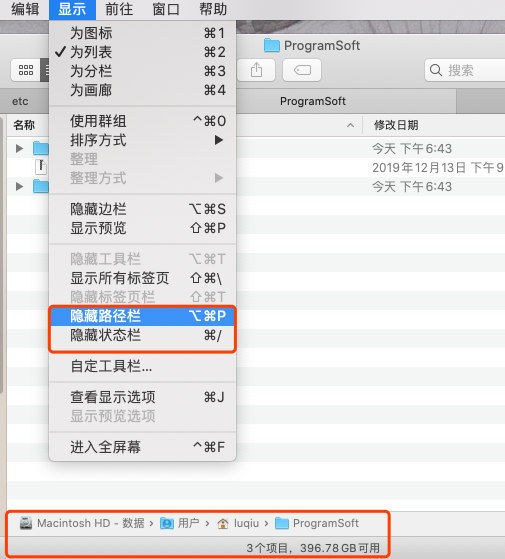 编辑 显示 前往 窗口 帮助
ProgramSoft
搜索
etc
ProgramSoft
名称
修改日期
今天 下午6:43
2019年12月13日 下午9
今天 下午6:43
为图标 ⌘1
✓ 为列表 ⌘2
为分栏 ⌘3
为画廊 ⌘4
使用群组 ^⌘0
排序方式 ▶
整理
整理方式 ▶
隐藏边栏 ⌥⌘S
显示预览 ⇧⌘P
隐藏工具栏 ⌥⌘T
显示所有标签页 ⇧⌘\
隐藏标签页栏 ⇧⌘T
隐藏路径栏 ⌥⌘P
隐藏状态栏 ⌘/
自定工具栏...
查看显示选项 ⌘J
显示预览选项
进入全屏幕 ^⌘F
Macintosh HD - 数据 › 用户 › luqiu › ProgramSoft
3个项目，396.78 GB 可用